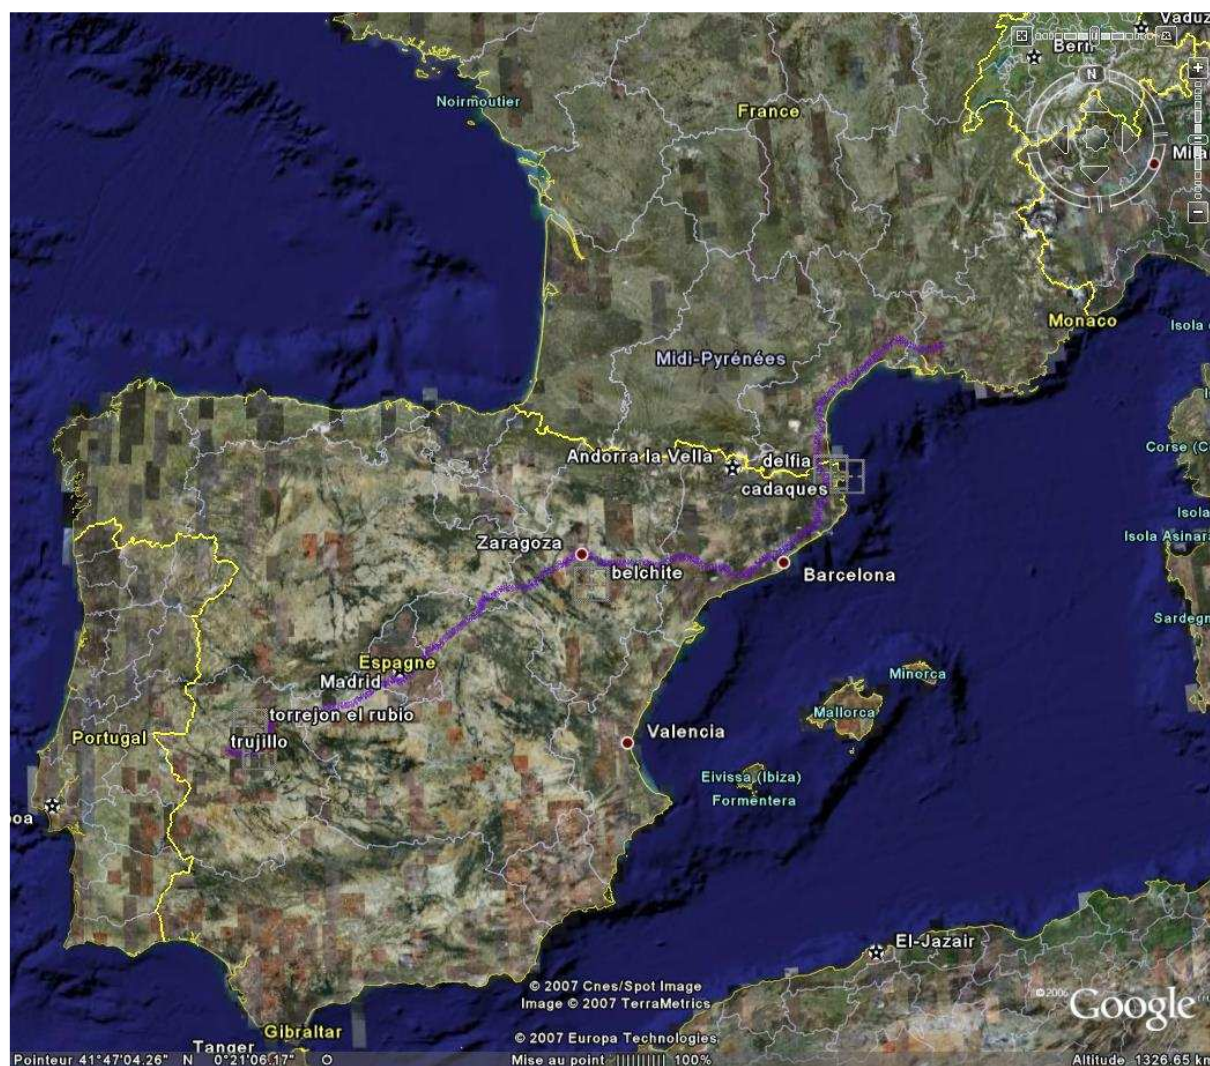 Vaduz
Bern
N
Noirmoutier
France
Monaco
Isola
Midi-Pyrénées
Andorra la Vella
delfia
cadaques
Corse (C
Isola
Isola Asinara
Zaragoza
belchite
Barcelona
Sardegn
Espagne
Madrid
Minorca
torrejon el rubio
Mallorca
trujillo
Portugal
Valencia
Eivissa (Ibiza)
Formentera
boa
El-Jazair
© 2007 Cnes/Spot Image
Image © 2007 TerraMetrics
© 2006
Google
© 2007 Europa Technologies
Gibraltar
Tanger
Pointeur 41°47'04.26" N 0°21'06.17" O Mise au point 100% Altitude 1326.65 km